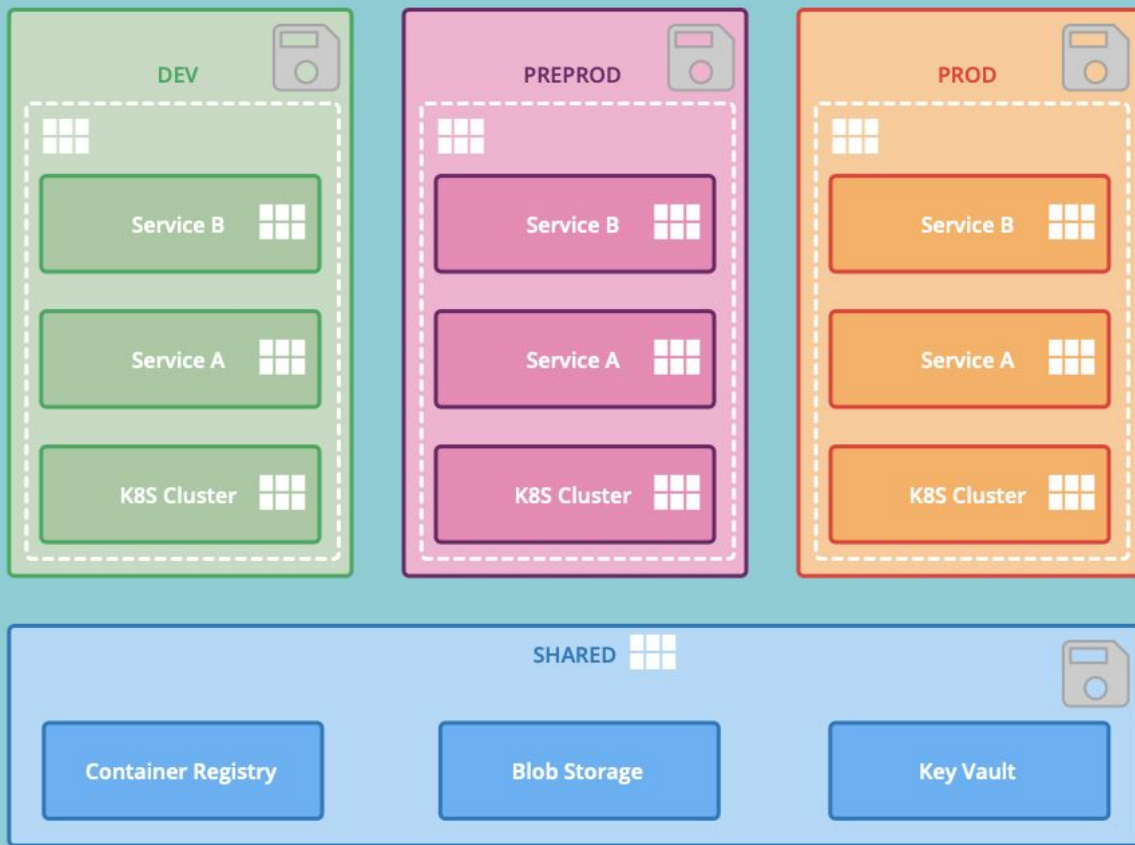 DEV
Service B
Service A
K8S Cluster
PREPROD
Service B
Service A
K8S Cluster
PROD
Service B
Service A
K8S Cluster
SHARED
Container Registry
Blob Storage
Key Vault